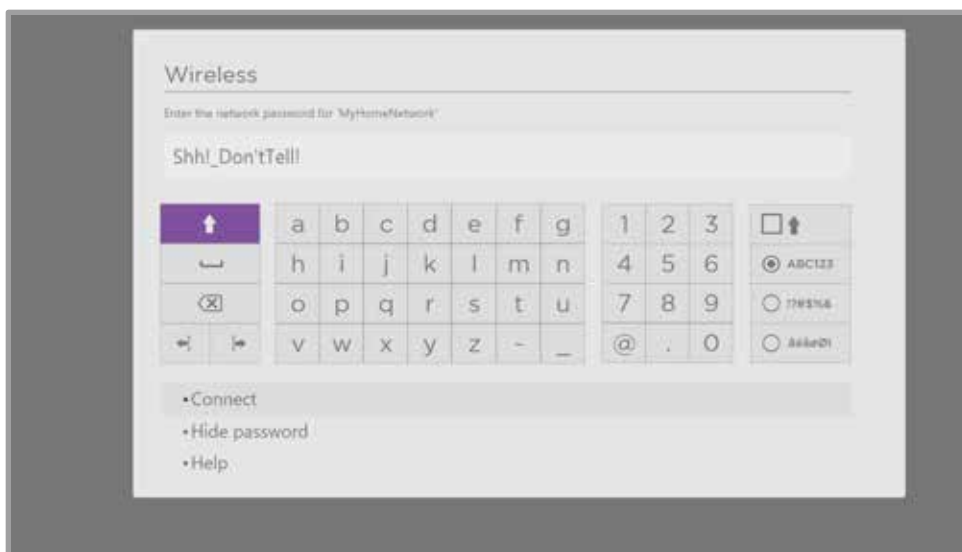 Wireless
Enter the network password for 'MyHomeNetwork'
Shh!_Don'tTell!
a b c d e f g 1 2 3
h i j k l m n 4 5 6 ABC123
o p q r s t u 7 8 9
v w x y z - _ @ . 0
•Connect
•Hide password
•Help